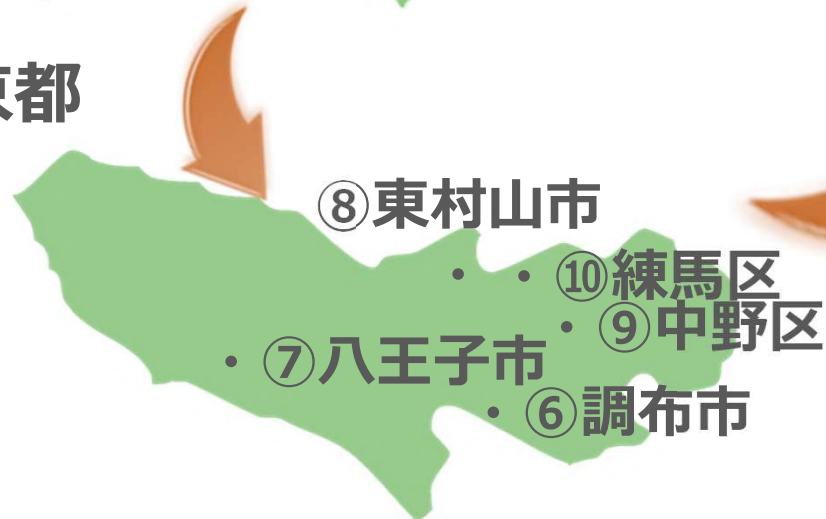 京都
⑧東村山市
⑩練馬区
⑨中野区
⑦八王子市
⑥調布市